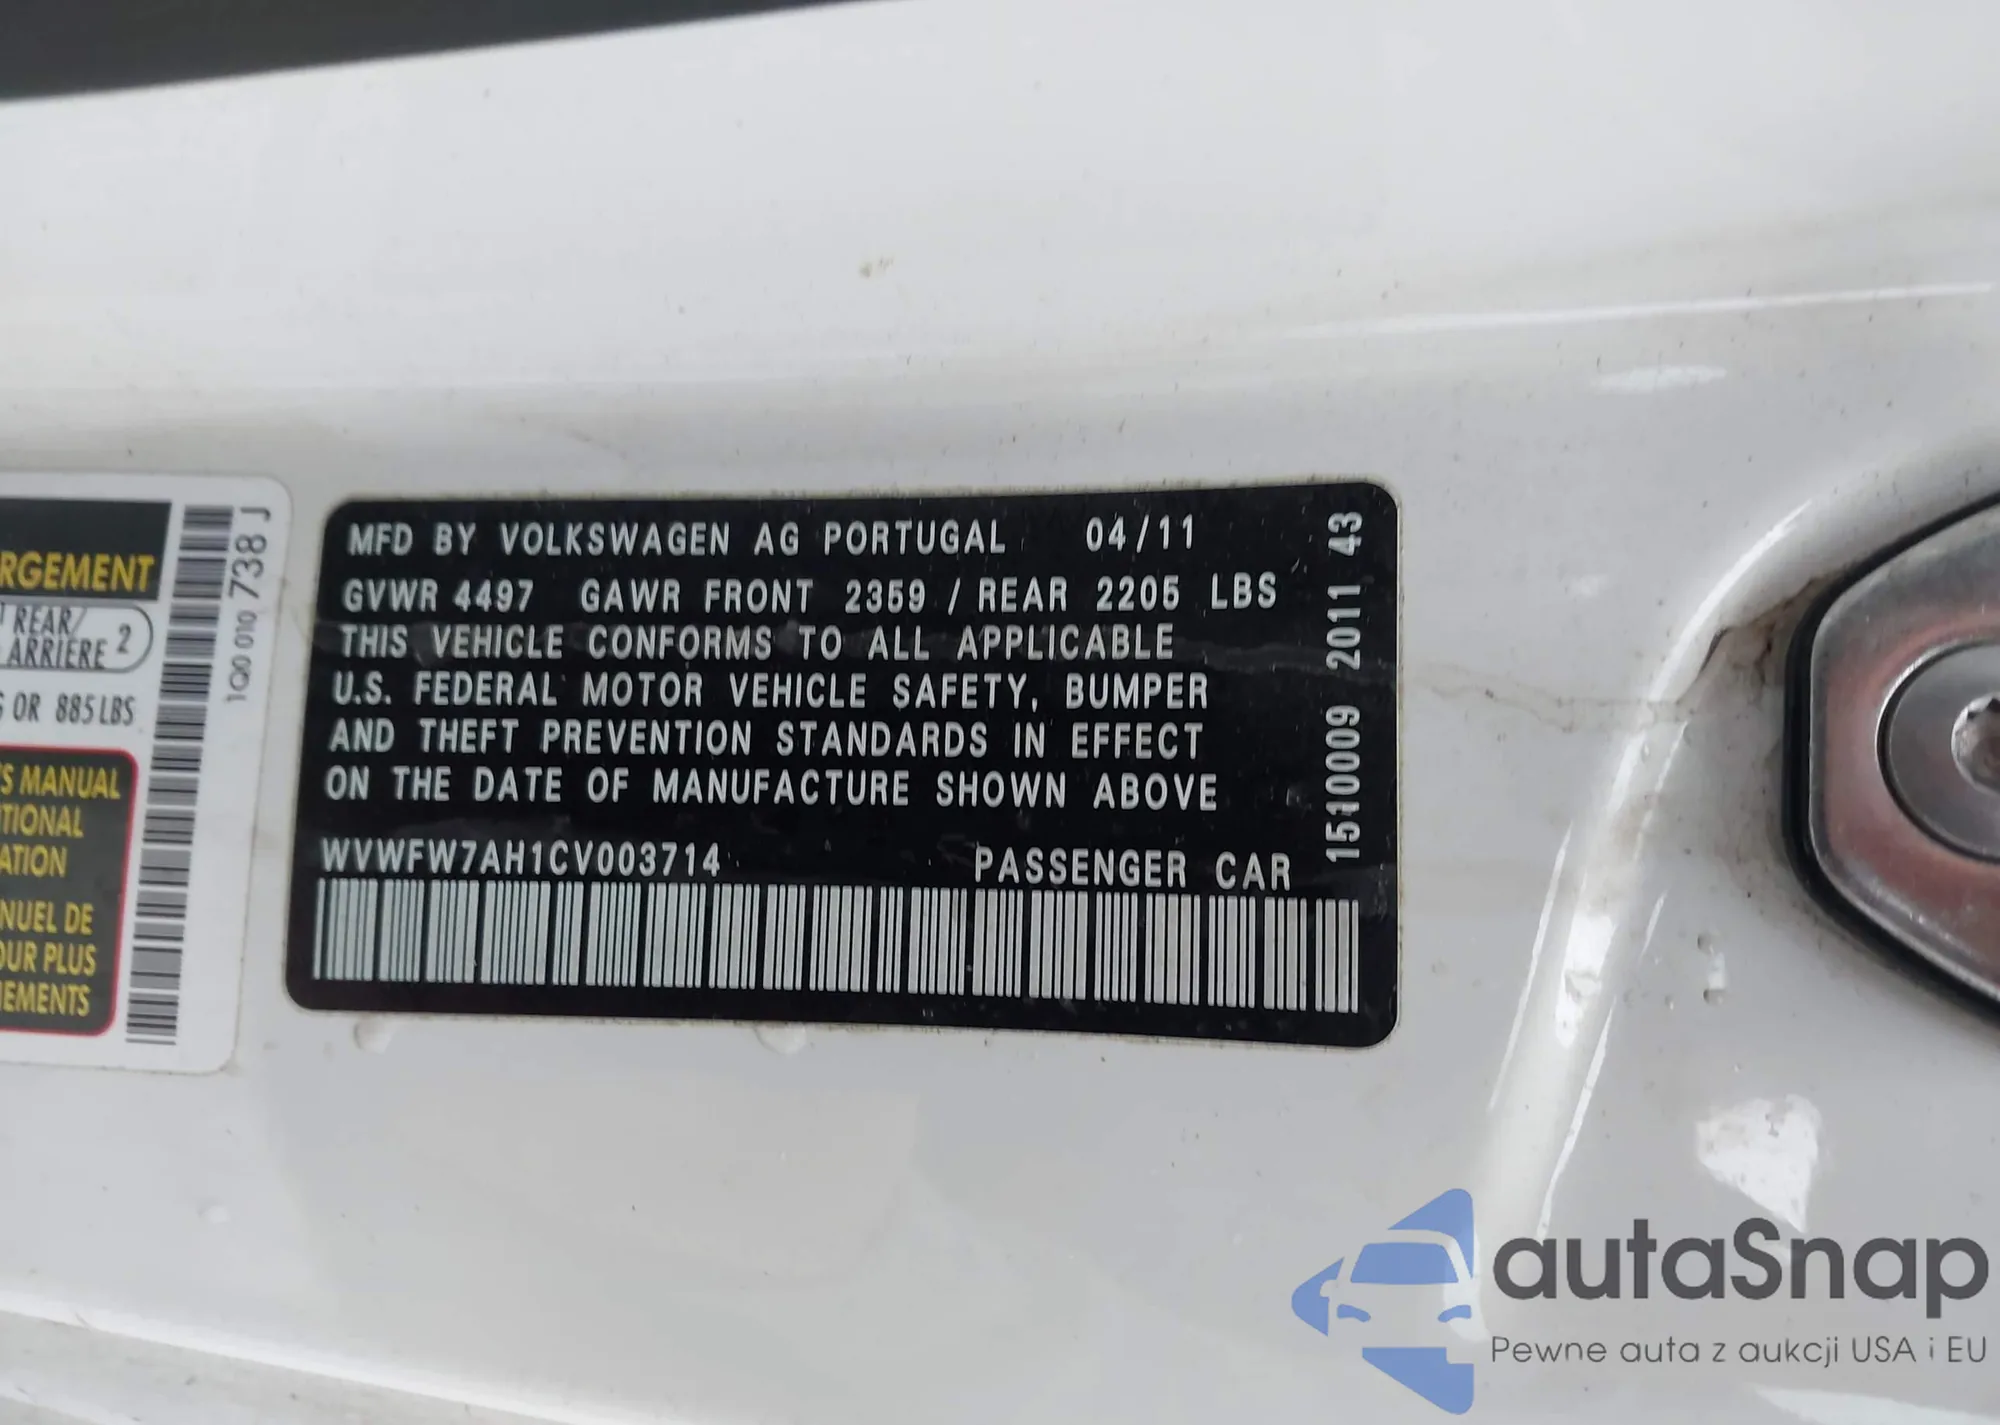 RGEMENT
REAR/
ARRIERE 2
OR 885 LBS
'S MANUAL
TIONAL
ATION
NUEL DE
OUR PLUS
NEMENTS
1Q0 010 738 J
MFD BY VOLKSWAGEN AG PORTUGAL 04/11
GVWR 4497 GAWR FRONT 2359 / REAR 2205 LBS
THIS VEHICLE CONFORMS TO ALL APPLICABLE
U.S. FEDERAL MOTOR VEHICLE SAFETY, BUMPER
AND THEFT PREVENTION STANDARDS IN EFFECT
ON THE DATE OF MANUFACTURE SHOWN ABOVE
WVWFW7AH1CV003714 PASSENGER CAR
1510009 2011 43
autaSnap
Pewne auta z aukcji USA i EU